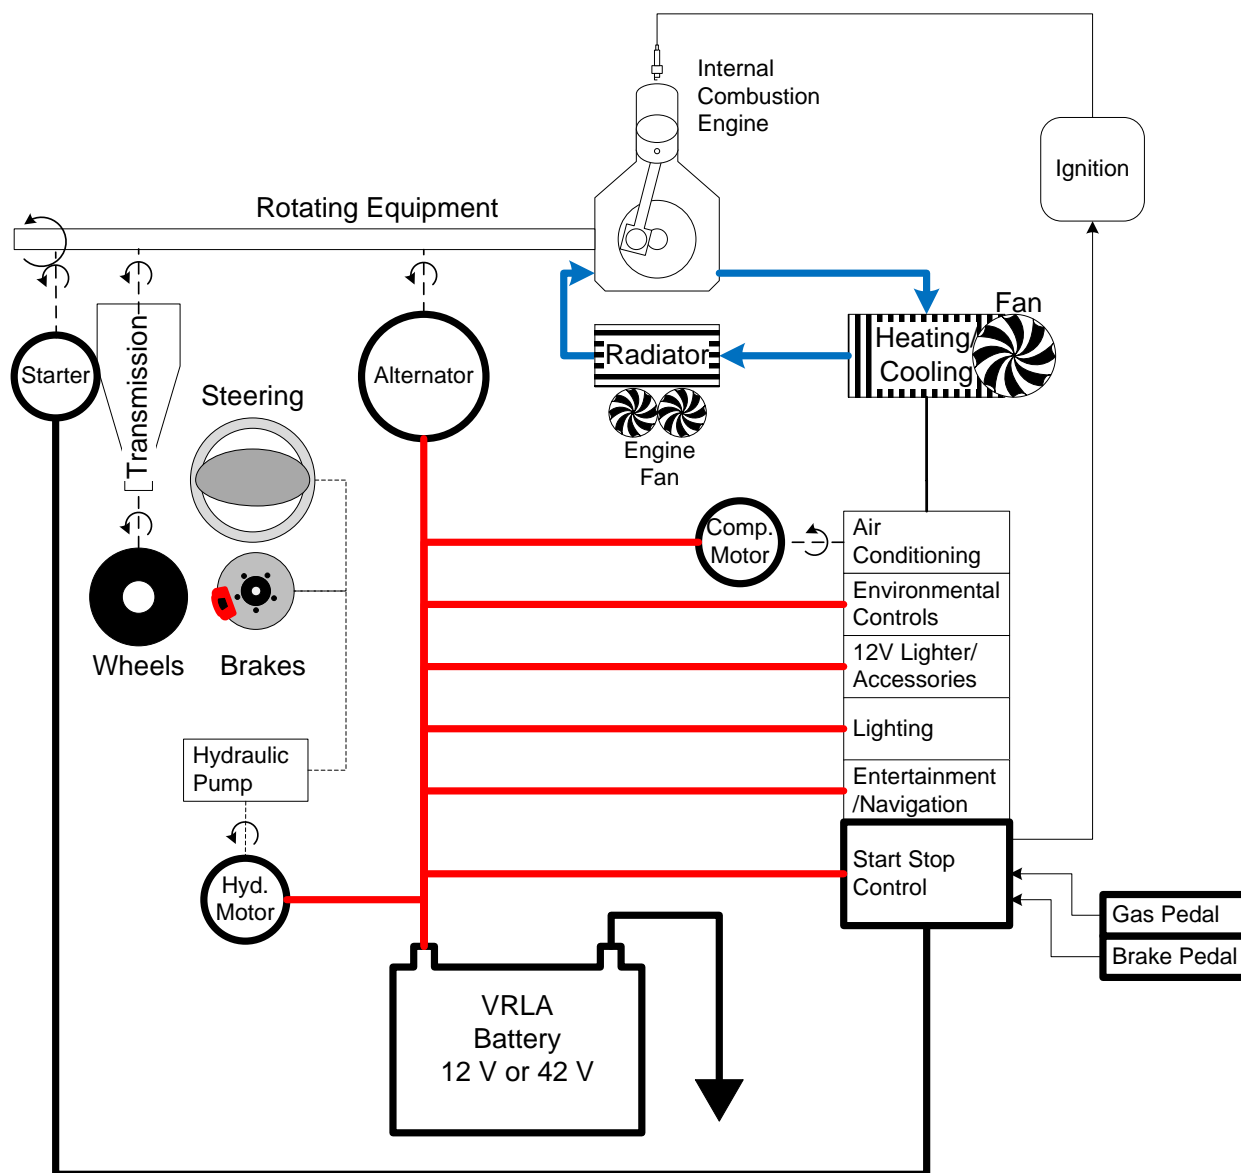 Internal
Combustion
Engine
Ignition
Rotating Equipment
Fan
Heating/
Cooling
Radiator
Starter
Transmission
Alternator
Steering
Engine
Fan
Comp.
Motor
Air
Conditioning
Environmental
Controls
Wheels
Brakes
12V Lighter/
Accessories
Lighting
Hydraulic
Pump
Entertainment
/Navigation
Start Stop
Control
Hyd.
Motor
Gas Pedal
Brake Pedal
VRLA
Battery
12 V or 42 V